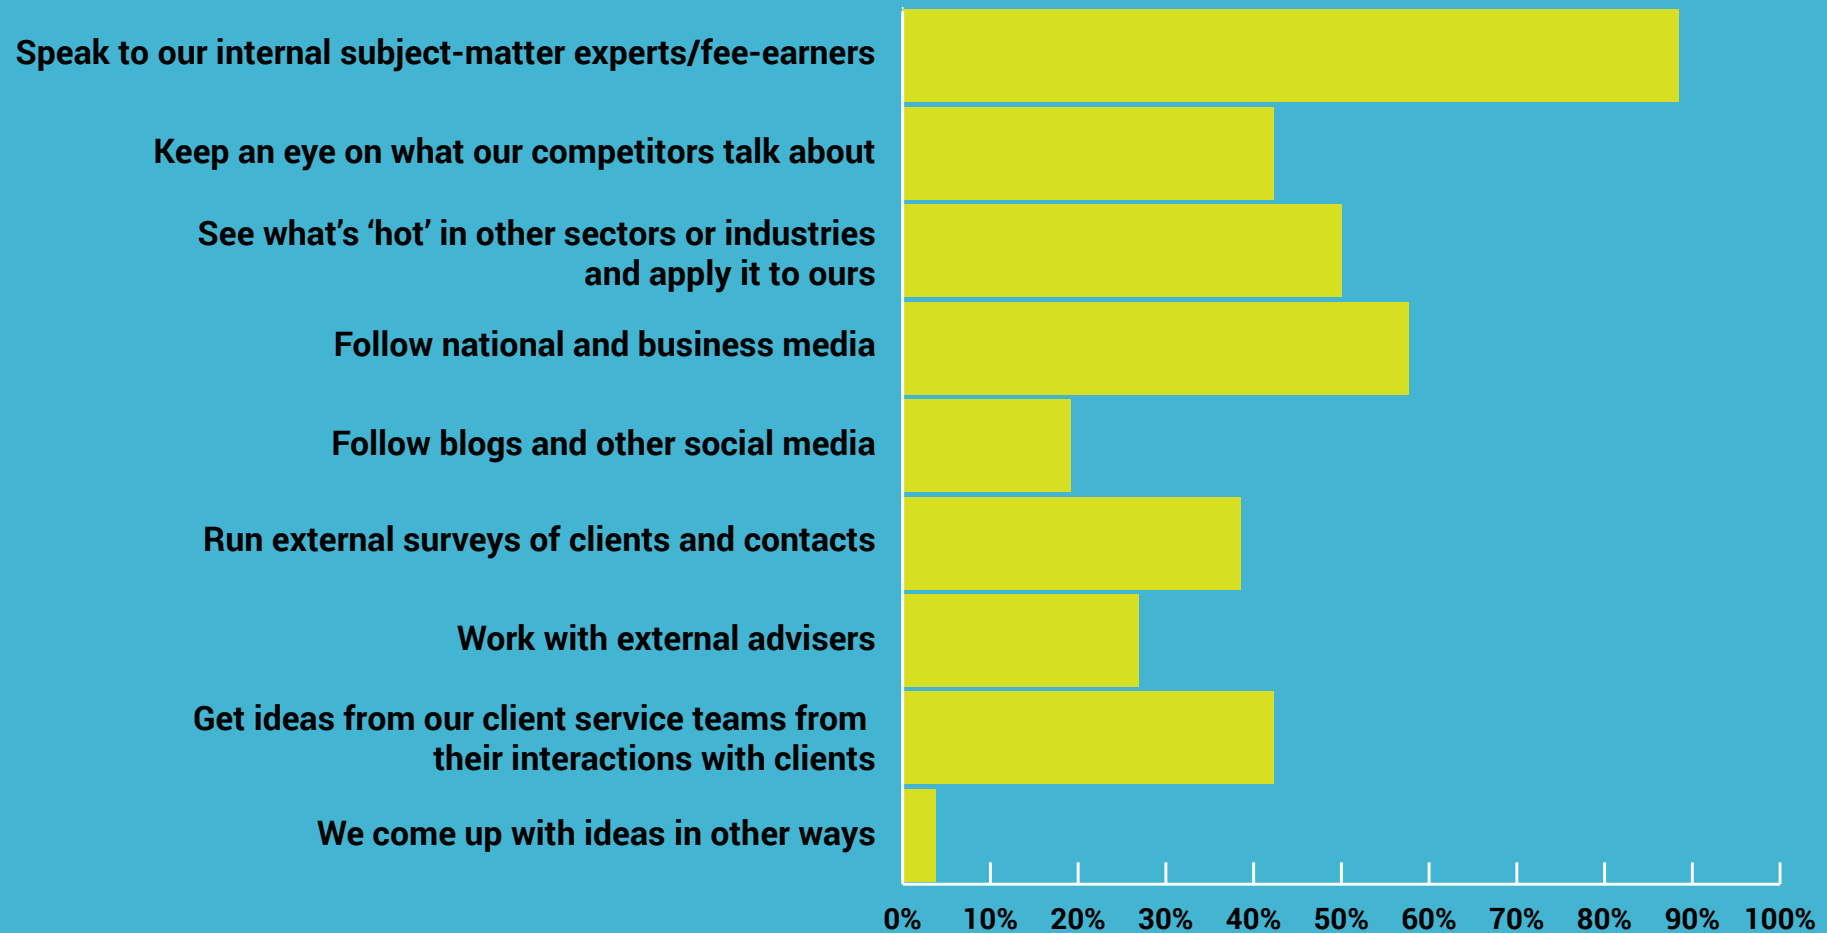 Speak to our internal subject-matter experts/fee-earners
Keep an eye on what our competitors talk about
See what’s ‘hot’ in other sectors or industries
and apply it to ours
Follow national and business media
Follow blogs and other social media
Run external surveys of clients and contacts
Work with external advisers
Get ideas from our client service teams from
their interactions with clients
We come up with ideas in other ways
0% 10% 20% 30% 40% 50% 60% 70% 80% 90% 100%